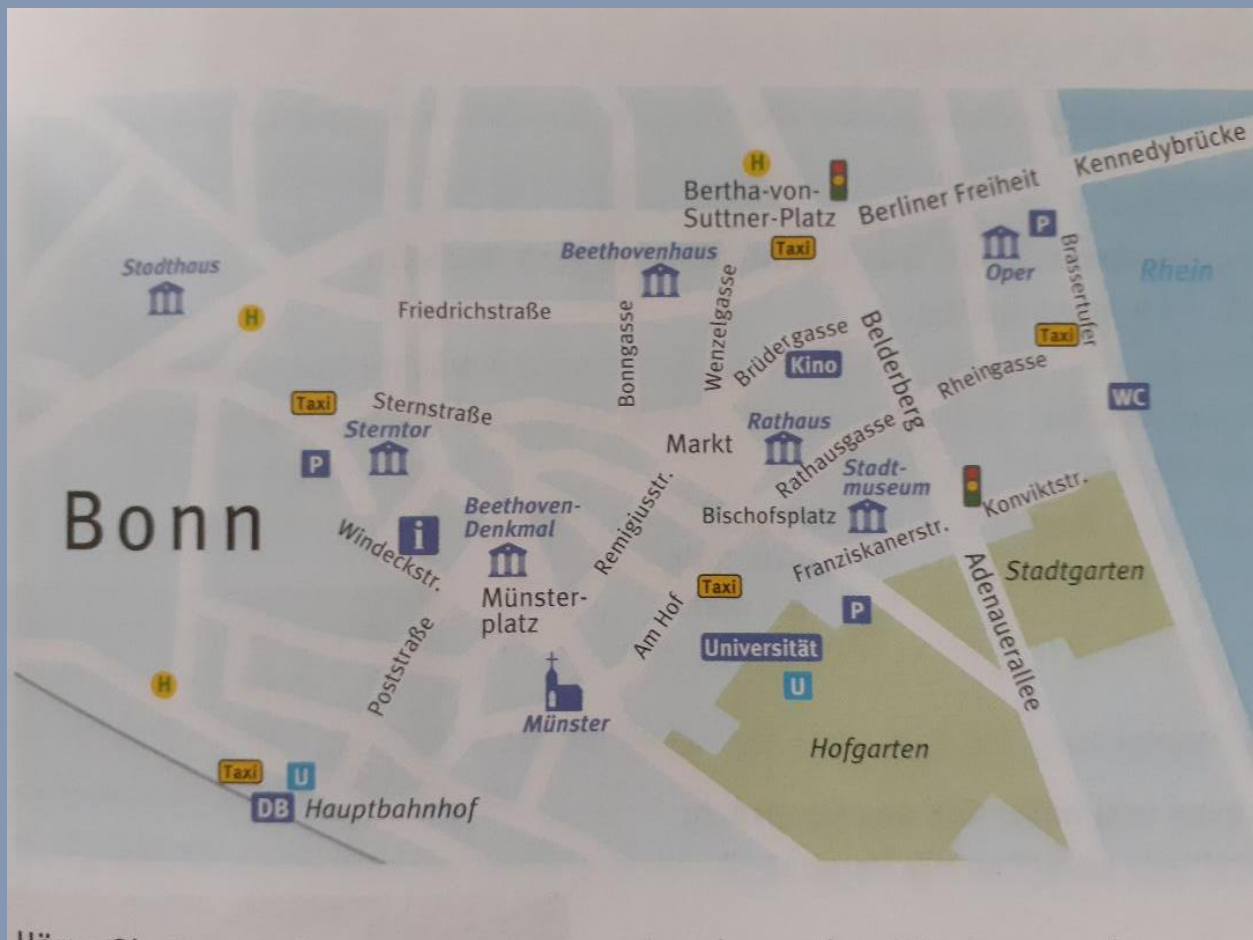 H
Bertha-von-
Suttner-Platz
Berliner Freiheit
Kennedybrücke
Taxi
P
Oper
Brassertufer
Rhein
Stadthaus
H
Beethovenhaus
Friedrichstraße
Bonngasse
Wenzelgasse
Brüdergasse
Kino
Belderberg
Rheingasse
Taxi
WC
Taxi
Sternstraße
Sterntor
P
Markt
Rathaus
Rathausgasse
Stadt-
museum
Bonn
Windeckstr.
i
Beethoven-
Denkmal
Münster-
platz
Remigiusstr.
Bischofsplatz
Franziskanerstr.
Konviktstr.
Stadtgarten
Adenauerallee
Taxi
P
Am Hof
Universität
U
Hofgarten
Poststraße
Münster
H
Taxi
U
DB Hauptbahnhof